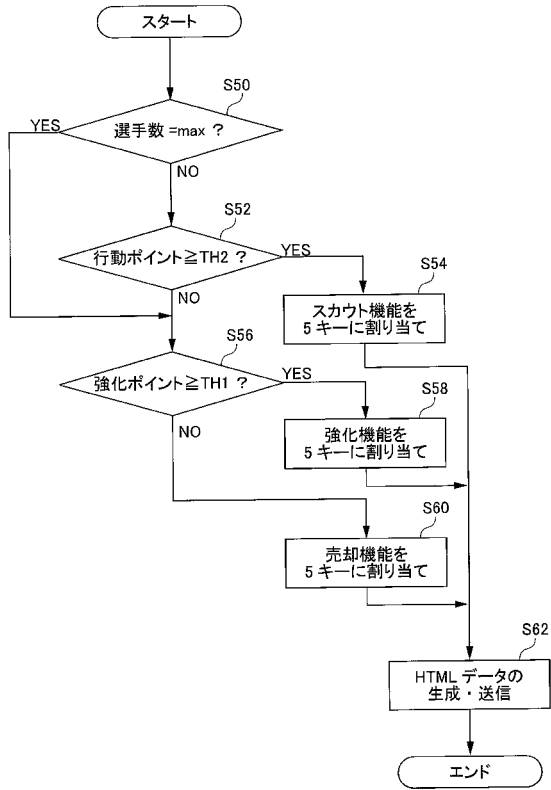 スタート
S50
選手数=max ?
YES
NO
S52
行動ポイント≧TH2 ?
YES
NO
S54
スカウト機能を
5キーに割り当て
S56
強化ポイント≧TH1 ?
YES
NO
S58
強化機能を
5キーに割り当て
S60
売却機能を
5キーに割り当て
S62
HTMLデータの
生成・送信
エンド